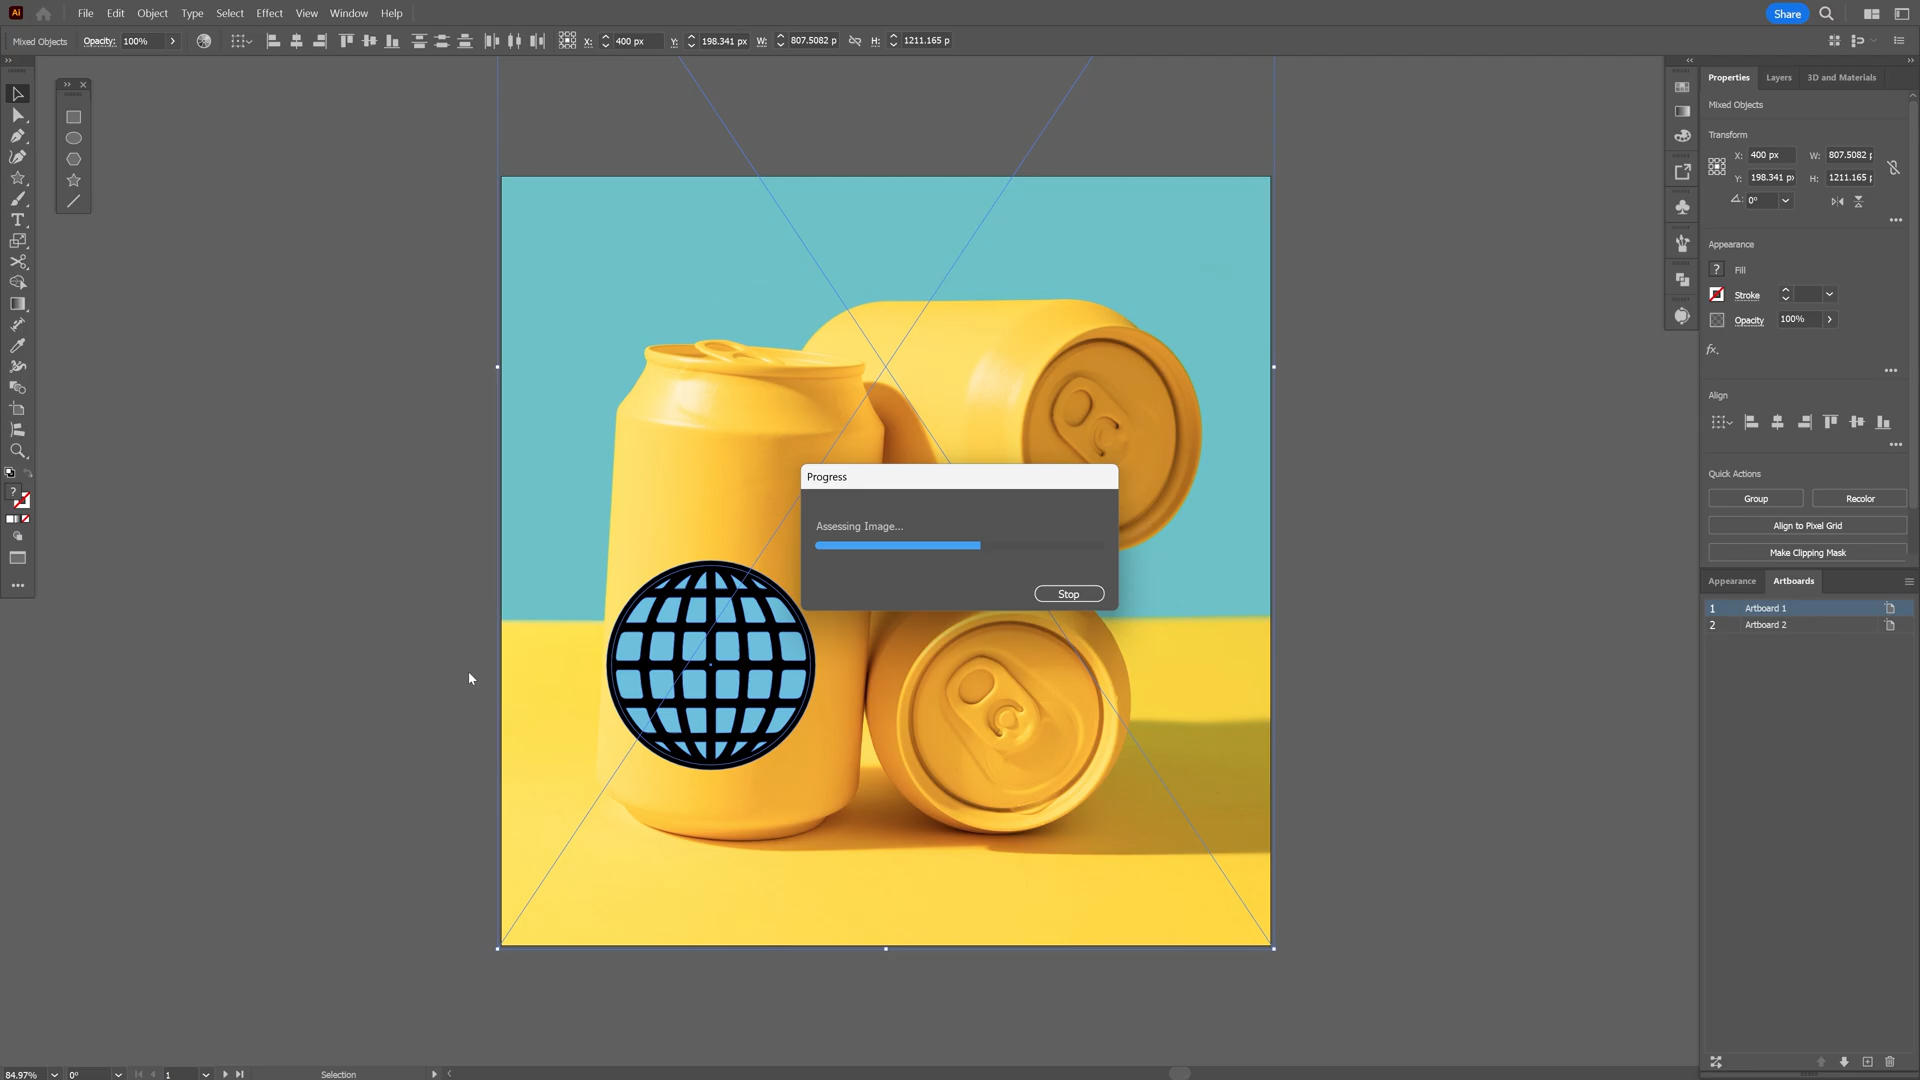 Ai File Edit Object Type Select Effect View Window Help Share
Mixed Objects Opacity: 100% X: 400 px Y: 198.341 px W: 807.5082 p H: 1211.165 p
Properties Layers 3D and Materials
Mixed Objects
Transform
X: 400 px W: 807.5082 p
Y: 198.341 px H: 1211.165 p
0°
Appearance
? Fill
Stroke
Opacity 100%
fx.
Align
Quick Actions
Group Recolor
Align to Pixel Grid
Make Clipping Mask
Appearance Artboards
1 Artboard 1
2 Artboard 2
Progress
Assessing Image...
Stop
T
?
84.97% 0° 1 Selection